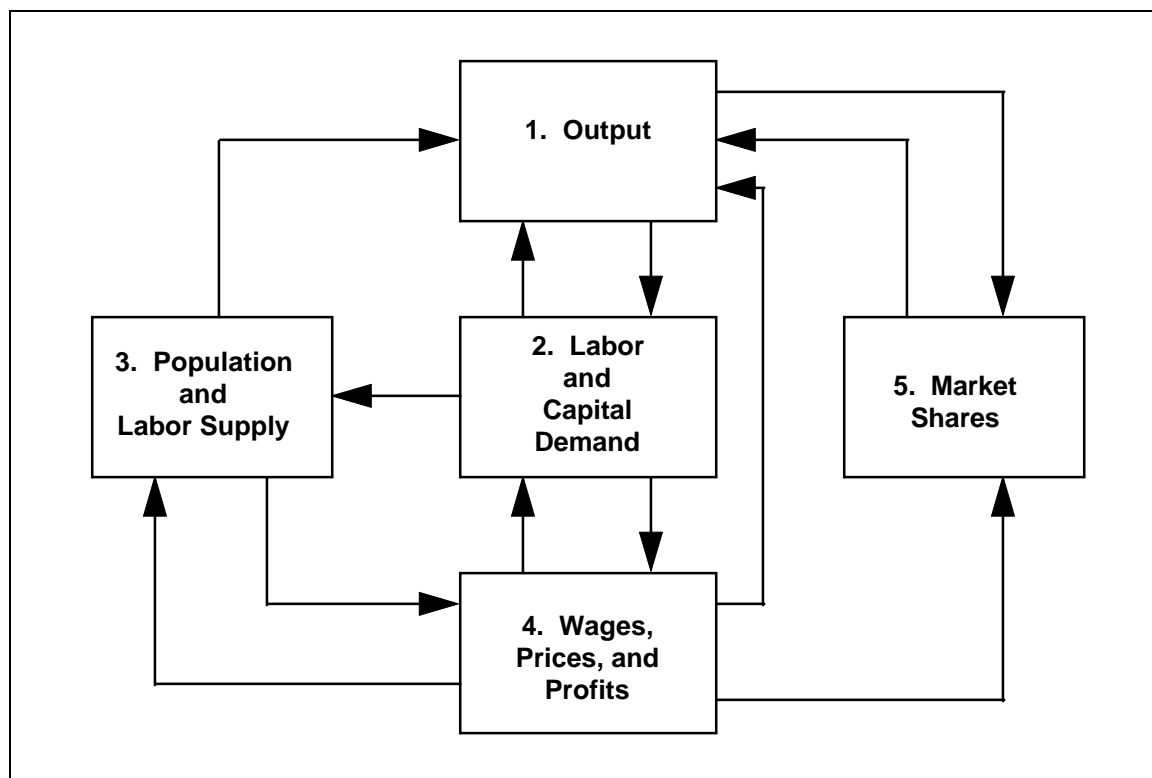 1. Output
3. Population
and
Labor Supply
2. Labor
and
Capital
Demand
5. Market
Shares
4. Wages,
Prices, and
Profits